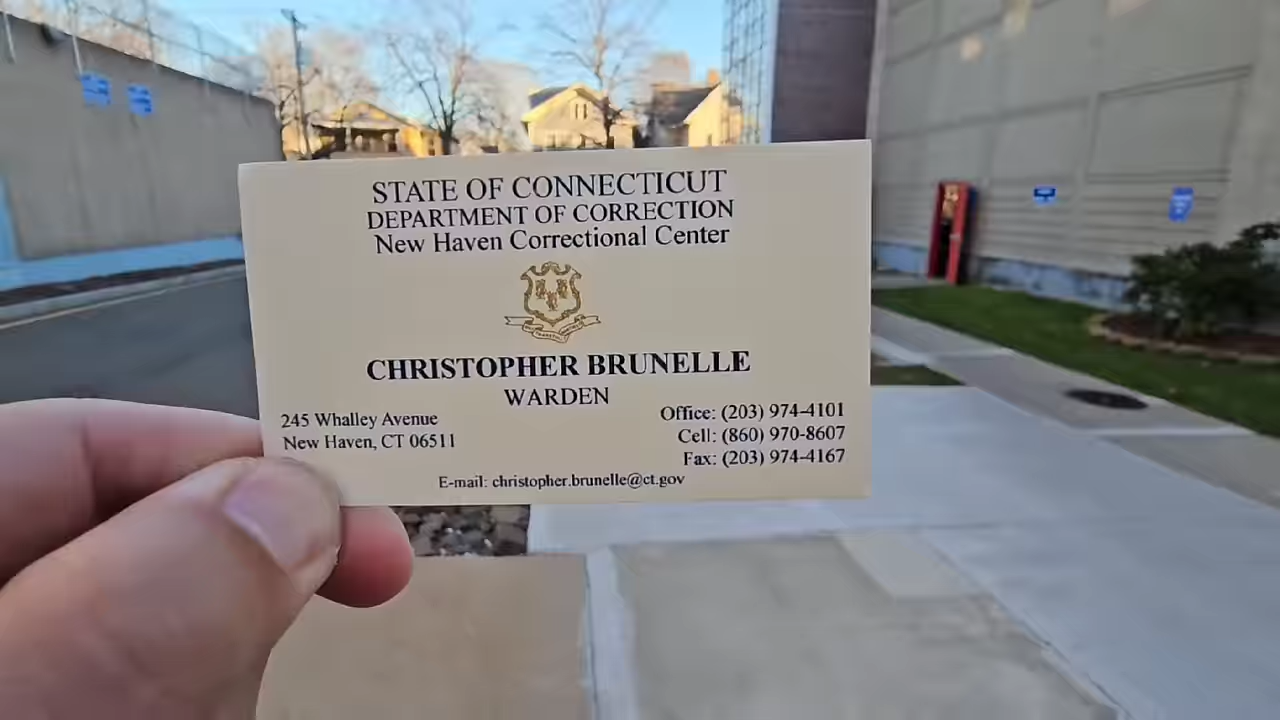 STATE OF CONNECTICUT
DEPARTMENT OF CORRECTION
New Haven Correctional Center
CHRISTOPHER BRUNELLE
WARDEN
245 Whalley Avenue
New Haven, CT 06511
Office: (203) 974-4101
Cell: (860) 970-8607
Fax: (203) 974-4167
E-mail: christopher.brunelle@ct.gov